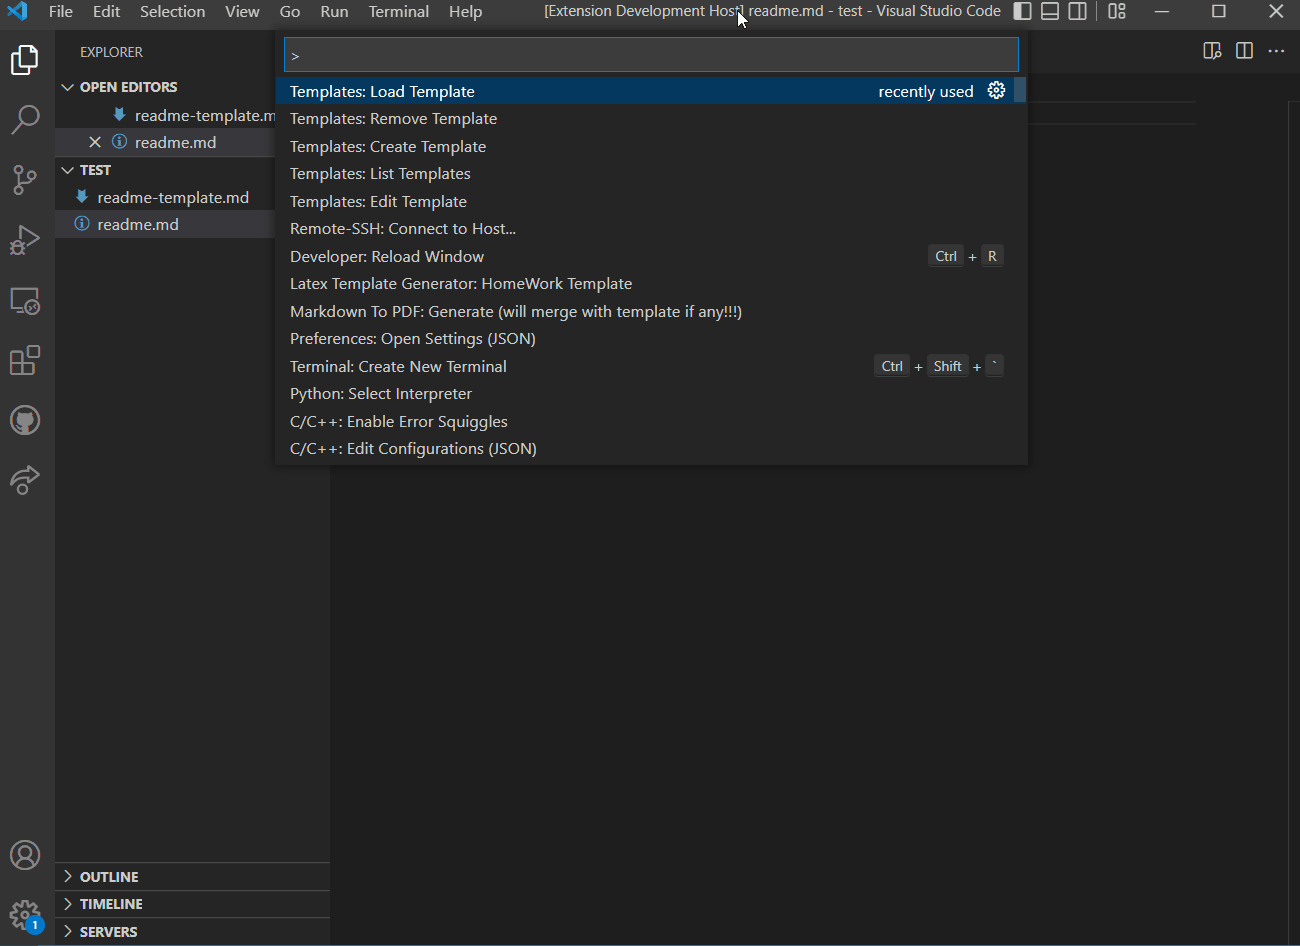 File Edit Selection View Go Run Terminal Help [Extension Development Host] readme.md - test - Visual Studio Code
EXPLORER
OPEN EDITORS
readme-template.m
readme.md
TEST
readme-template.md
readme.md
OUTLINE
TIMELINE
SERVERS
1
>
Templates: Load Template recently used
Templates: Remove Template
Templates: Create Template
Templates: List Templates
Templates: Edit Template
Remote-SSH: Connect to Host...
Developer: Reload Window Ctrl + R
Latex Template Generator: HomeWork Template
Markdown To PDF: Generate (will merge with template if any!!!)
Preferences: Open Settings (JSON)
Terminal: Create New Terminal Ctrl + Shift + `
Python: Select Interpreter
C/C++: Enable Error Squiggles
C/C++: Edit Configurations (JSON)